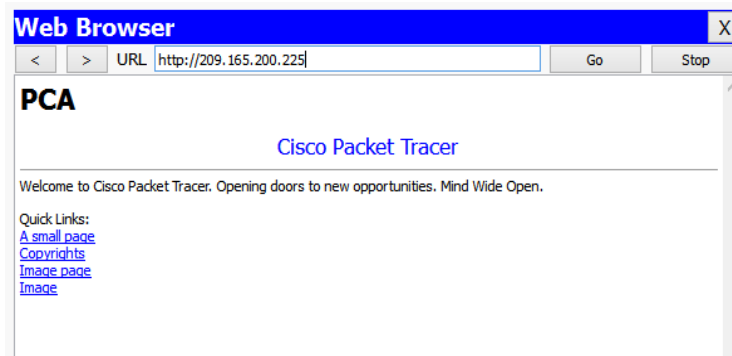 Web Browser X
< > URL http://209.165.200.225 Go Stop
PCA
Cisco Packet Tracer
Welcome to Cisco Packet Tracer. Opening doors to new opportunities. Mind Wide Open.
Quick Links:
A small page
Copyrights
Image page
Image